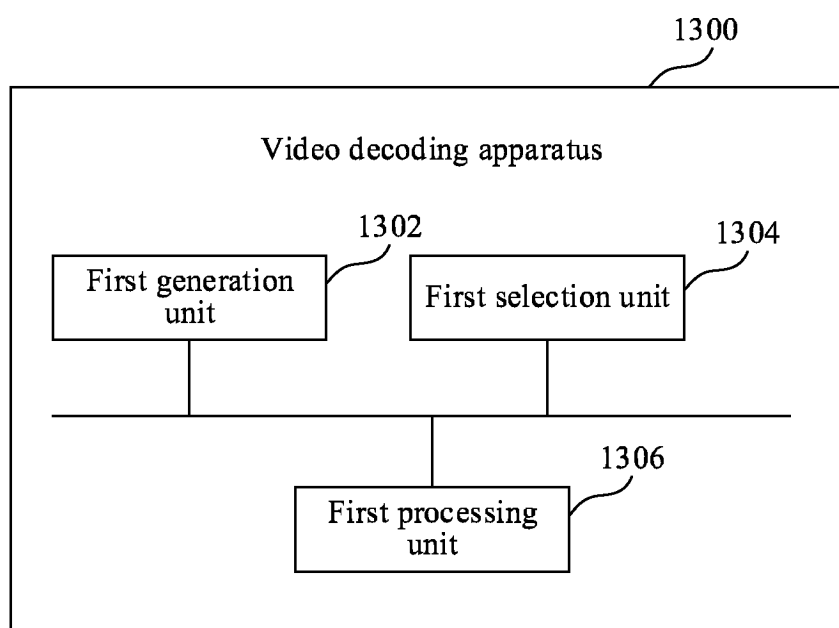 1300
Video decoding apparatus
1302
First generation
unit
1304
First selection unit
1306
First processing
unit